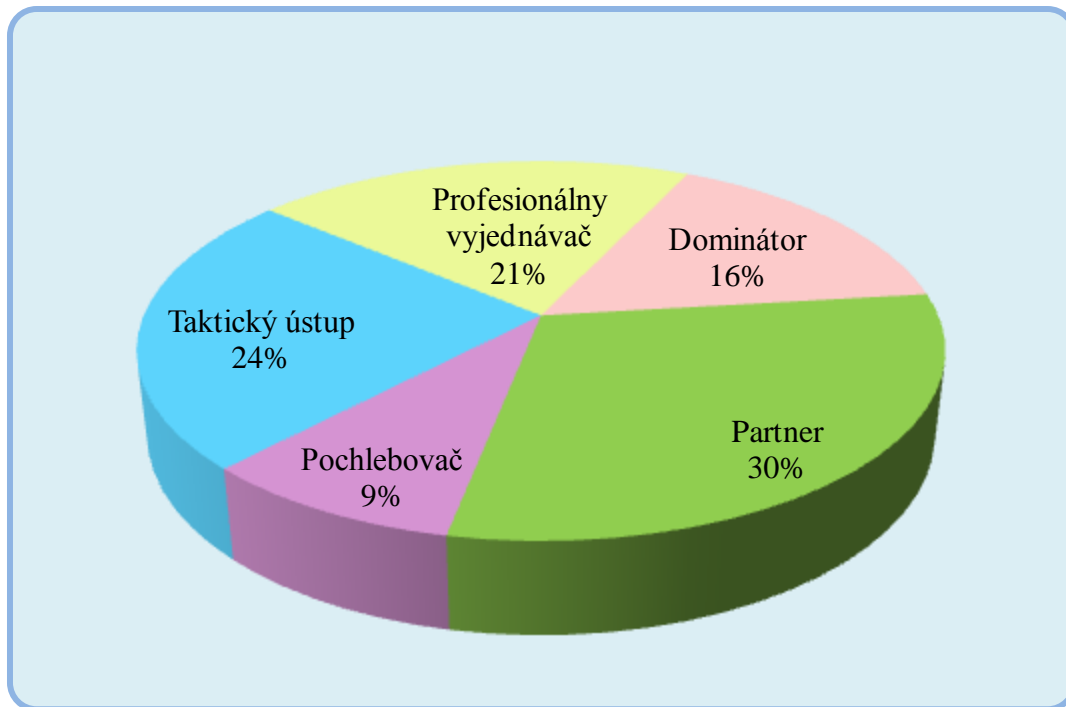 Profesionálny
vyjednávač
21%
Dominátor
16%
Taktický ústup
24%
Partner
30%
Pochlebovač
9%